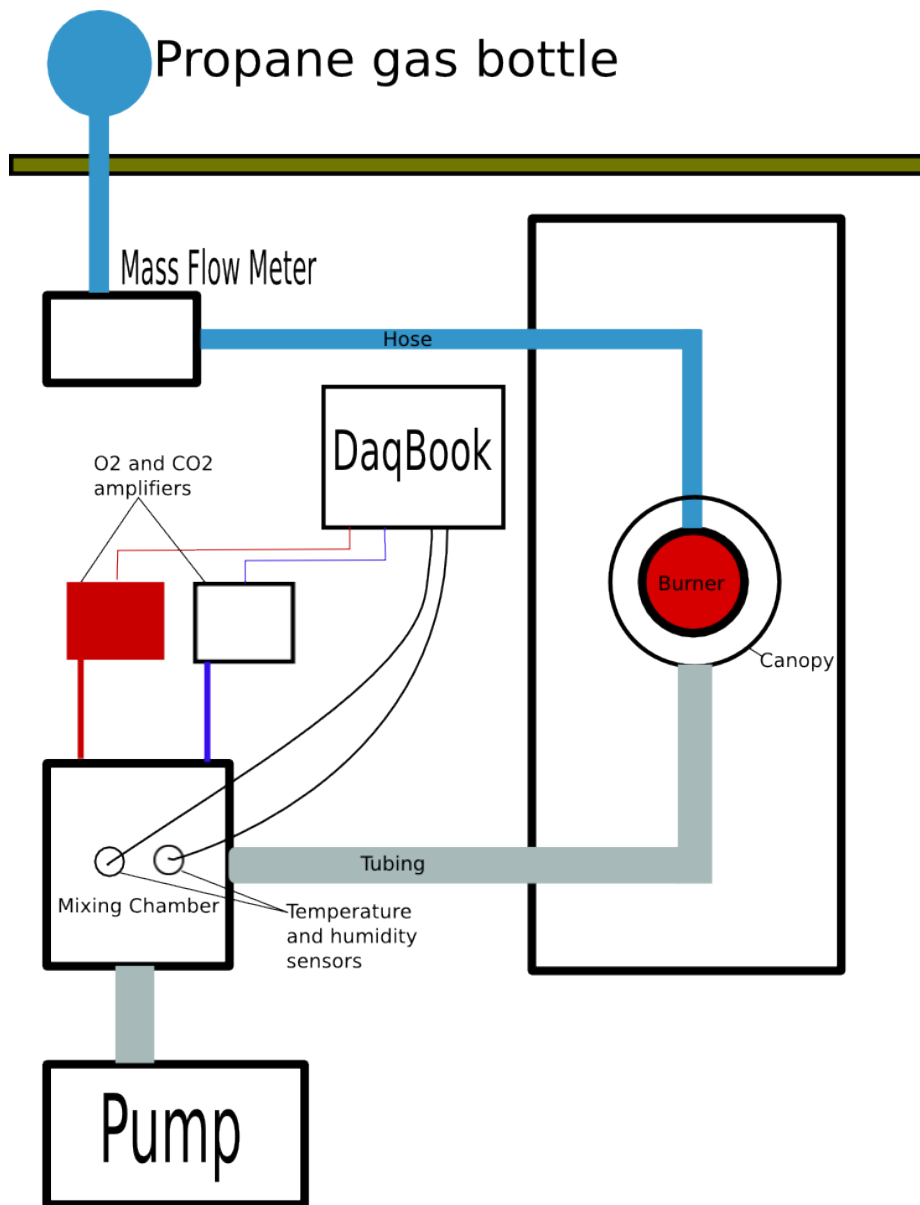 Propane gas bottle
Mass Flow Meter
Hose
DaqBook
O2 and CO2
amplifiers
Burner
Canopy
Tubing
Mixing Chamber
Temperature
and humidity
sensors
Pump